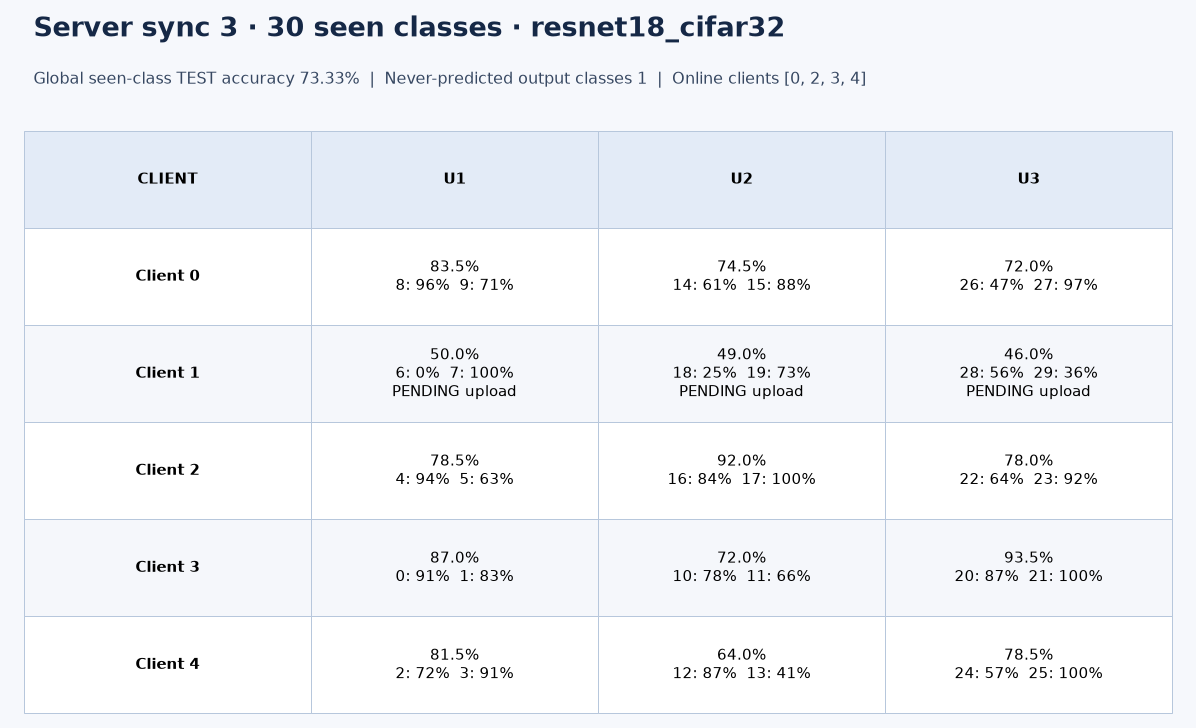 Server sync 3 · 30 seen classes · resnet18_cifar32
Global seen-class TEST accuracy 73.33%  |  Never-predicted output classes 1  |  Online clients [0, 2, 3, 4]
CLIENT
U1
U2
U3
Client 0
83.5%
8: 96%  9: 71%
74.5%
14: 61%  15: 88%
72.0%
26: 47%  27: 97%
Client 1
50.0%
6: 0%  7: 100%
PENDING upload
49.0%
18: 25%  19: 73%
PENDING upload
46.0%
28: 56%  29: 36%
PENDING upload
Client 2
78.5%
4: 94%  5: 63%
92.0%
16: 84%  17: 100%
78.0%
22: 64%  23: 92%
Client 3
87.0%
0: 91%  1: 83%
72.0%
10: 78%  11: 66%
93.5%
20: 87%  21: 100%
Client 4
81.5%
2: 72%  3: 91%
64.0%
12: 87%  13: 41%
78.5%
24: 57%  25: 100%